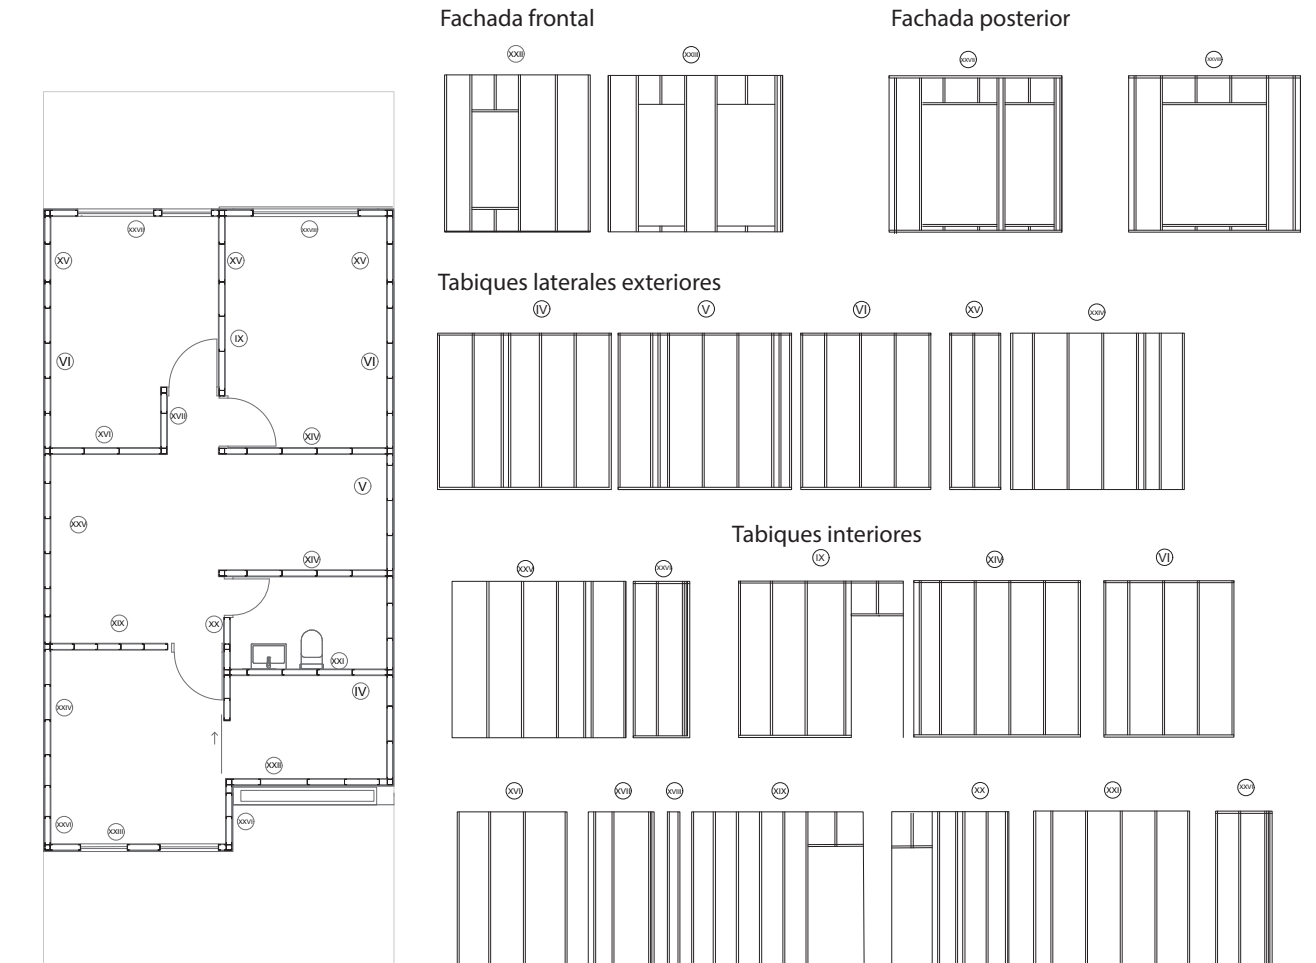 Fachada frontal
Fachada posterior
XXII
XXIII
XXVII
XXVIII
XXVII
XXVIII
XV
XV
XV
Tabiques laterales exteriores
IV
V
VI
XV
XXIV
IX
VI
VI
XVII
XVI
XIV
V
XXV
Tabiques interiores
XIV
XXV
XXVI
IX
XIV
VI
XIX
XX
XXI
IV
XXIV
XXII
XVI
XVII
XVIII
XIX
XX
XXI
XXVI
XXVI
XXIII
XXVI